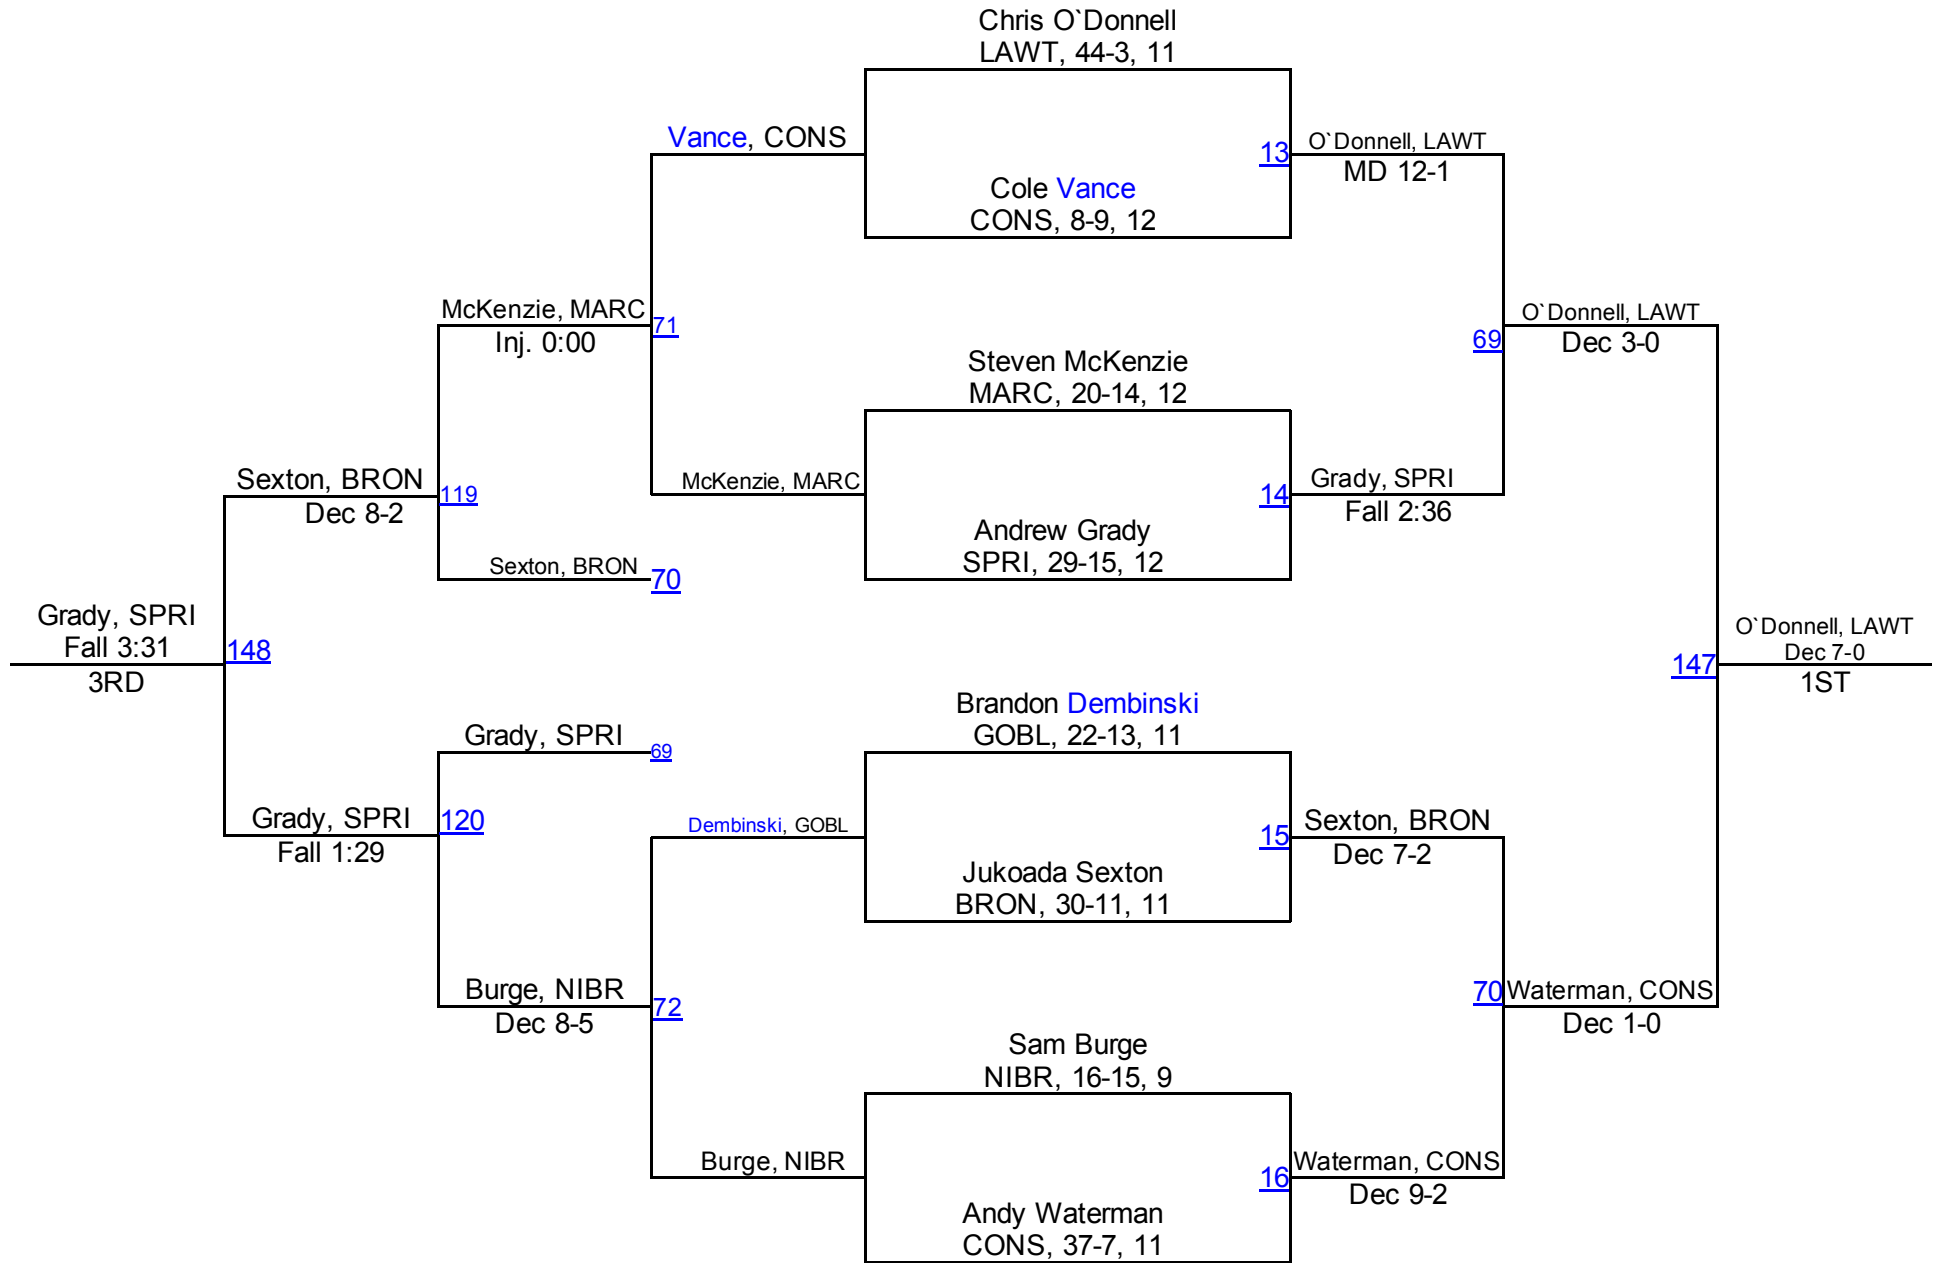 Chris O`Donnell
LAWT, 44-3, 11
Vance, CONS
13
O`Donnell, LAWT
MD 12-1
Cole Vance
CONS, 8-9, 12
McKenzie, MARC
Inj. 0:00
71
O`Donnell, LAWT
Dec 3-0
69
Steven McKenzie
MARC, 20-14, 12
Sexton, BRON
Dec 8-2
119
McKenzie, MARC
14
Grady, SPRI
Fall 2:36
Andrew Grady
SPRI, 29-15, 12
Sexton, BRON
70
Grady, SPRI
Fall 3:31
3RD
148
O`Donnell, LAWT
Dec 7-0
1ST
147
Brandon Dembinski
GOBL, 22-13, 11
Grady, SPRI
69
Grady, SPRI
Fall 1:29
120
Dembinski, GOBL
15
Sexton, BRON
Dec 7-2
Jukoada Sexton
BRON, 30-11, 11
Burge, NIBR
Dec 8-5
72
70
Waterman, CONS
Dec 1-0
Sam Burge
NIBR, 16-15, 9
Burge, NIBR
16
Waterman, CONS
Dec 9-2
Andy Waterman
CONS, 37-7, 11